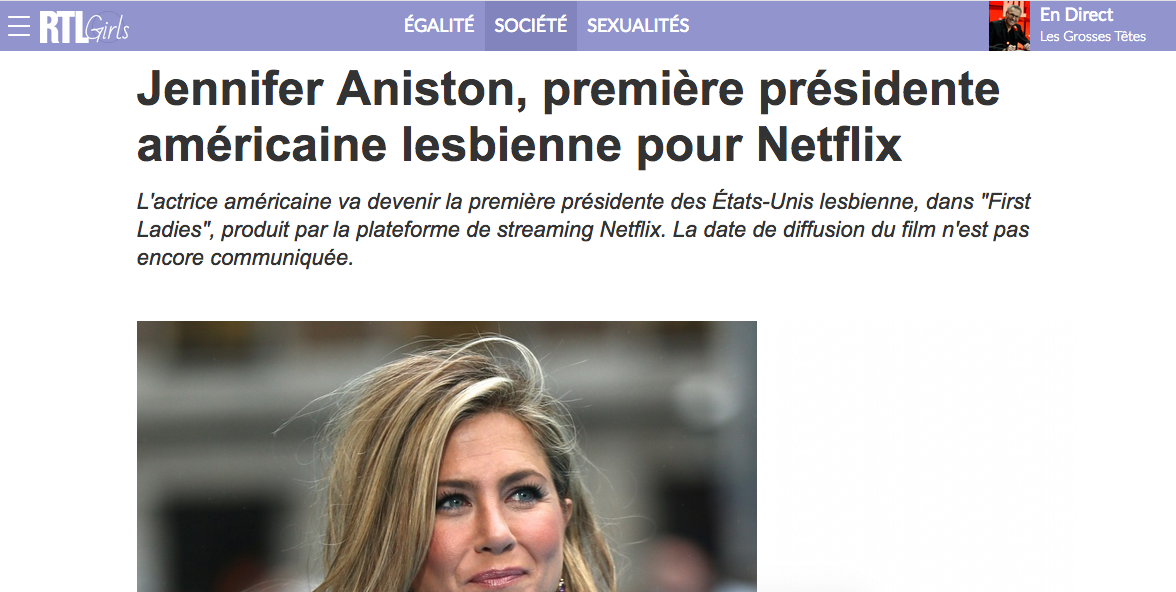 RTL Girls
ÉGALITÉ SOCIÉTÉ SEXUALITÉS
En Direct
Les Grosses Têtes
Jennifer Aniston, première présidente
américaine lesbienne pour Netflix
L'actrice américaine va devenir la première présidente des États-Unis lesbienne, dans "First
Ladies", produit par la plateforme de streaming Netflix. La date de diffusion du film n'est pas
encore communiquée.